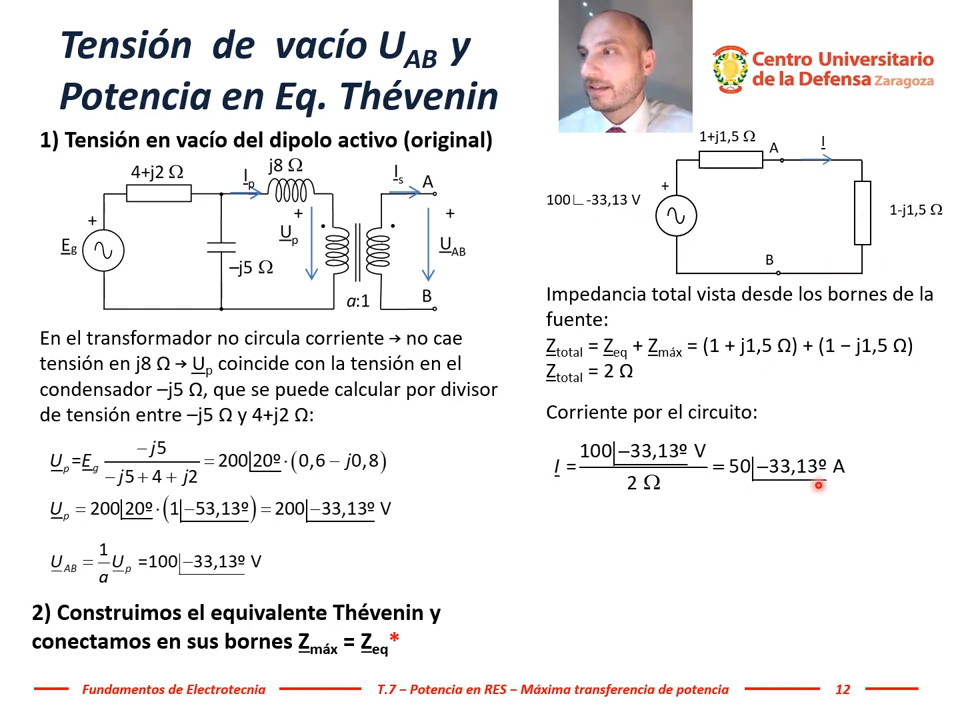 Tensión de vacío U_AB y
Potencia en Eq. Thévenin
Centro Universitario
de la Defensa Zaragoza
1) Tensión en vacío del dipolo activo (original)
4+j2 Ω
I_p
j8 Ω
I_s
A
+
E_g
–j5 Ω
+
U_p
a:1
+
U_AB
B
En el transformador no circula corriente → no cae
tensión en j8 Ω → U_p coincide con la tensión en el
condensador –j5 Ω, que se puede calcular por divisor
de tensión entre –j5 Ω y 4+j2 Ω:
U_p = E_g (−j5)/(−j5 + 4 + j2) = 200|20º · (0,6 − j0,8)
U_p = 200|20º · (1|−53,13º) = 200|−33,13º V
U_AB = 1/a U_p =100|−33,13º V
2) Construimos el equivalente Thévenin y
conectamos en sus bornes Z_máx = Z_eq*
1+j1,5 Ω
A
I
+
100∟-33,13 V
1-j1,5 Ω
B
Impedancia total vista desde los bornes de la
fuente:
Z_total = Z_eq + Z_máx = (1 + j1,5 Ω) + (1 − j1,5 Ω)
Z_total = 2 Ω
Corriente por el circuito:
I = (100|−33,13º V)/(2 Ω) = 50|−33,13º A
Fundamentos de Electrotecnia
T.7 – Potencia en RES – Máxima transferencia de potencia
12